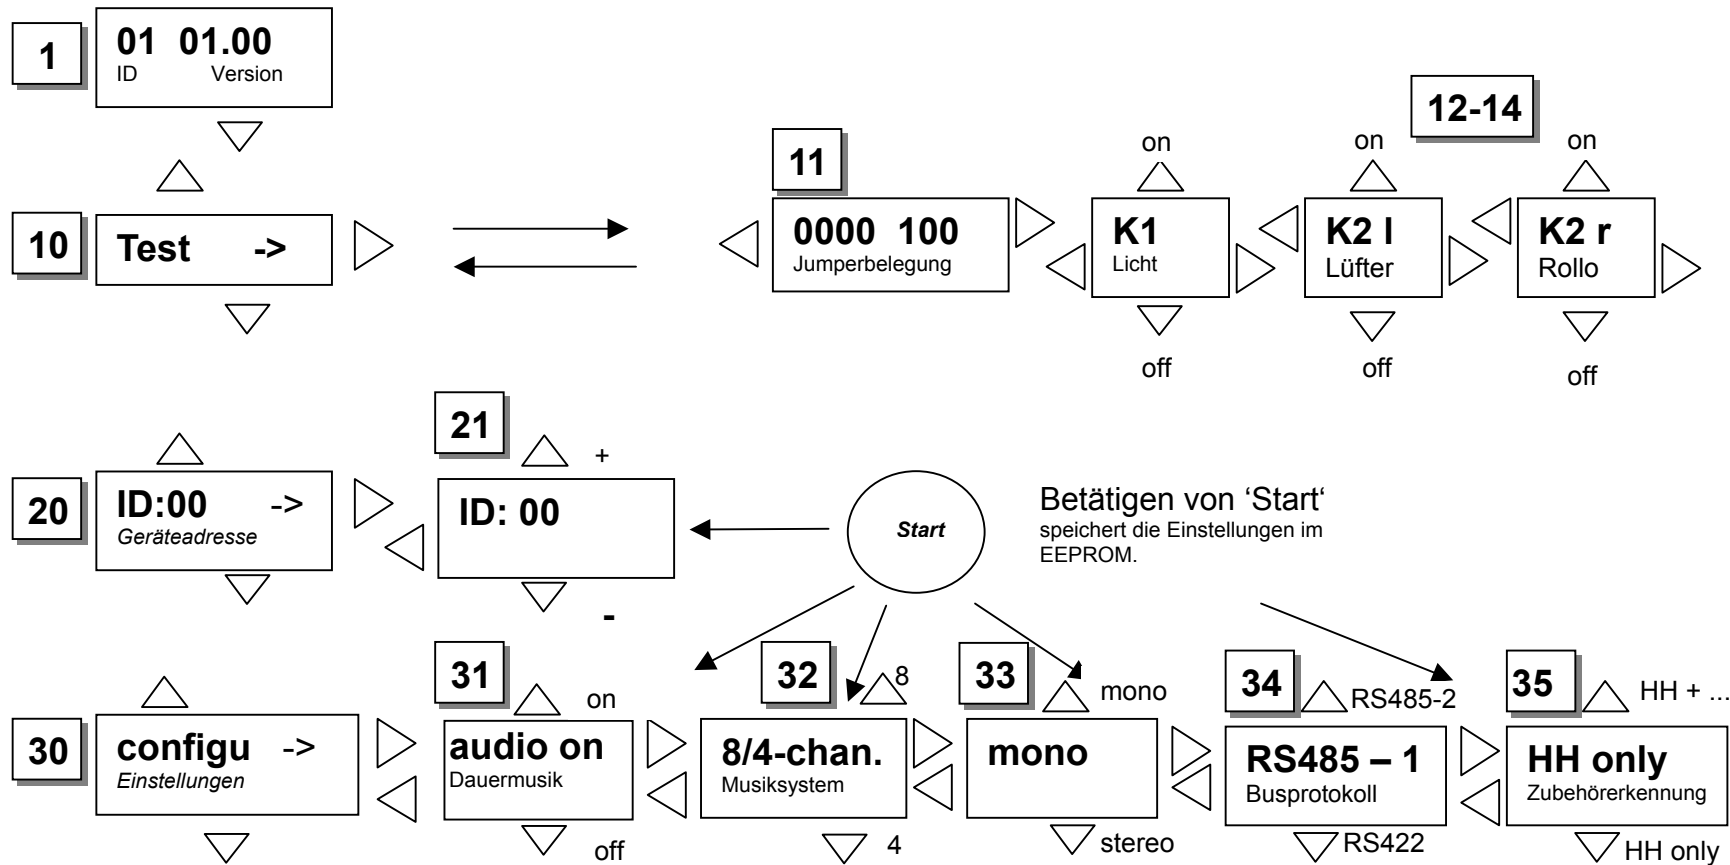 1
01 01.00
ID Version
12-14
11
on
on
on
10
Test ->
0000 100
Jumperbelegung
K1
Licht
K2 l
Lüfter
K2 r
Rollo
off
off
off
21
+
20
ID:00 ->
Geräteadresse
ID: 00
-
Start
Betätigen von ‘Start‘
speichert die Einstellungen im
EEPROM.
31
on
32
8
33
mono
34
RS485-2
35
HH + ...
30
configu ->
Einstellungen
audio on
Dauermusik
8/4-chan.
Musiksystem
mono
RS485 – 1
Busprotokoll
HH only
Zubehörerkennung
off
4
stereo
RS422
HH only